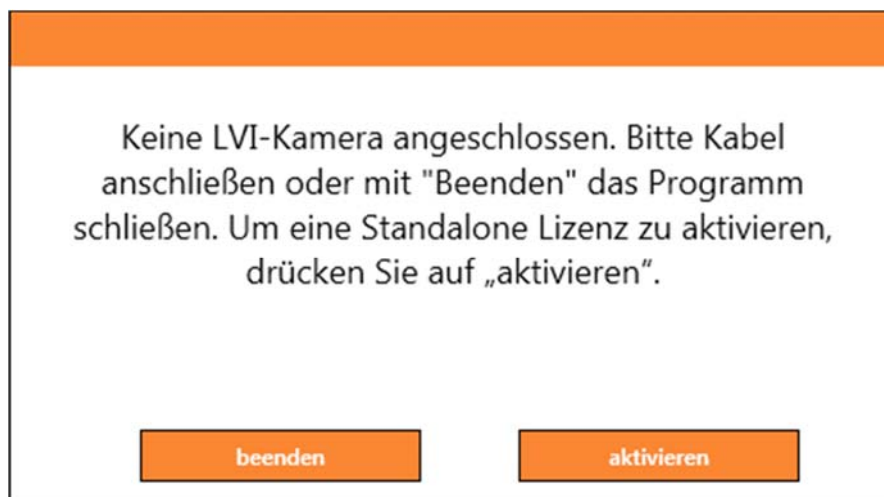 Keine LVI-Kamera angeschlossen. Bitte Kabel
anschließen oder mit "Beenden" das Programm
schließen. Um eine Standalone Lizenz zu aktivieren,
drücken Sie auf „aktivieren“.
beenden
aktivieren